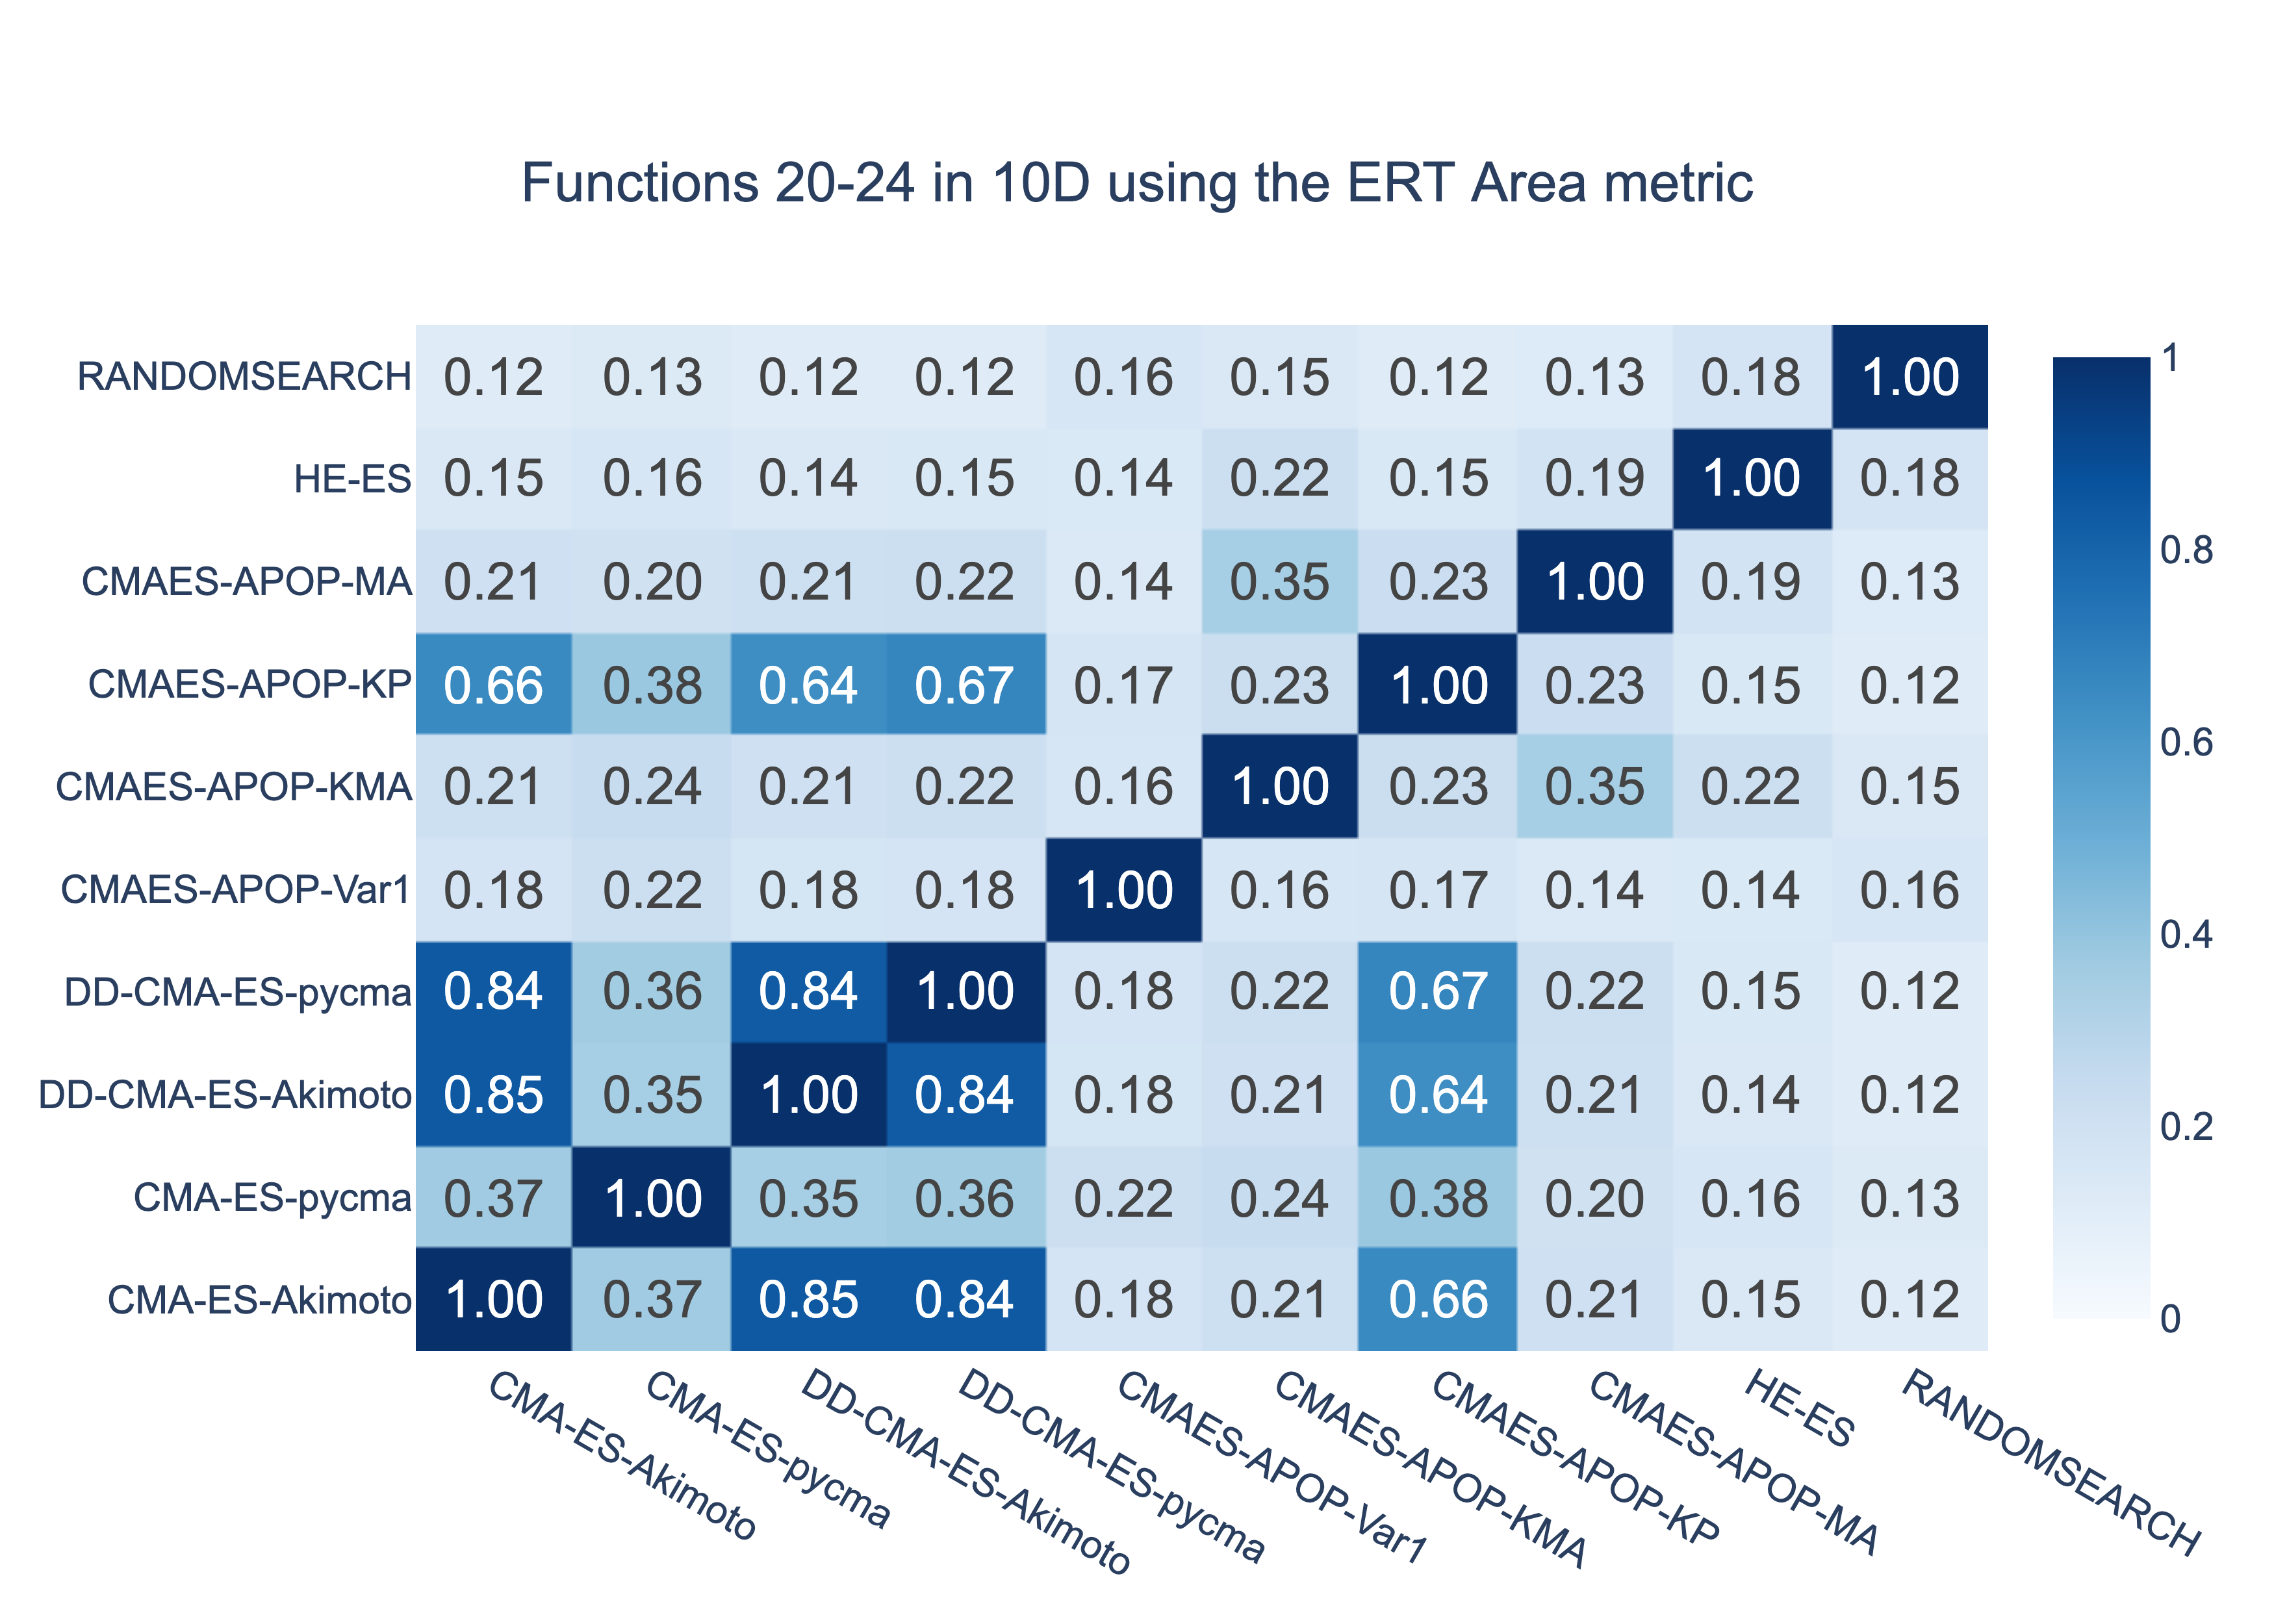 Functions 20-24 in 10D using the ERT Area metric
RANDOMSEARCH 0.12 0.13 0.12 0.12 0.16 0.15 0.12 0.13 0.18 1.00
HE-ES 0.15 0.16 0.14 0.15 0.14 0.22 0.15 0.19 1.00 0.18
CMAES-APOP-MA 0.21 0.20 0.21 0.22 0.14 0.35 0.23 1.00 0.19 0.13
CMAES-APOP-KP 0.66 0.38 0.64 0.67 0.17 0.23 1.00 0.23 0.15 0.12
CMAES-APOP-KMA 0.21 0.24 0.21 0.22 0.16 1.00 0.23 0.35 0.22 0.15
CMAES-APOP-Var1 0.18 0.22 0.18 0.18 1.00 0.16 0.17 0.14 0.14 0.16
DD-CMA-ES-pycma 0.84 0.36 0.84 1.00 0.18 0.22 0.67 0.22 0.15 0.12
DD-CMA-ES-Akimoto 0.85 0.35 1.00 0.84 0.18 0.21 0.64 0.21 0.14 0.12
CMA-ES-pycma 0.37 1.00 0.35 0.36 0.22 0.24 0.38 0.20 0.16 0.13
CMA-ES-Akimoto 1.00 0.37 0.85 0.84 0.18 0.21 0.66 0.21 0.15 0.12
CMA-ES-Akimoto
CMA-ES-pycma
DD-CMA-ES-Akimoto
DD-CMA-ES-pycma
CMAES-APOP-Var1
CMAES-APOP-KMA
CMAES-APOP-KP
CMAES-APOP-MA
HE-ES
RANDOMSEARCH
1
0.8
0.6
0.4
0.2
0